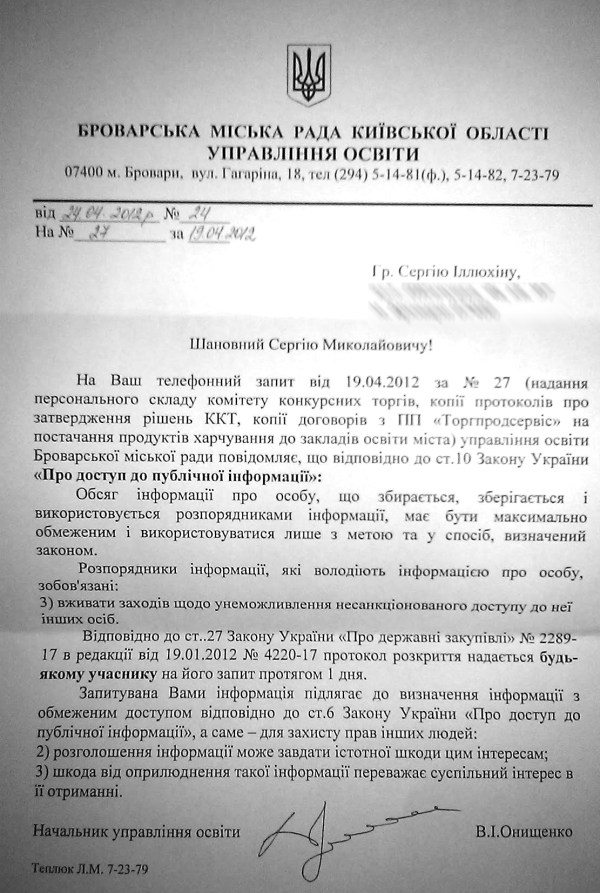 БРОВАРСЬКА МІСЬКА РАДА КИЇВСЬКОЇ ОБЛАСТІ
УПРАВЛІННЯ ОСВІТИ
07400 м. Бровари, вул. Гагаріна, 18, тел (294) 5-14-81(ф.), 5-14-82, 7-23-79
від 24.04.2012р № 24
На № 27 за 19.04.2012
Гр. Сергію Іллюхіну,
Шановний Сергію Миколайовичу!
На Ваш телефонний запит від 19.04.2012 за № 27 (надання
персонального складу комітету конкурсних торгів, копії протоколів про
затвердження рішень ККТ, копії договорів з ПП «Торгпродсервіс» на
постачання продуктів харчування до закладів освіти міста) управління освіти
Броварської міської ради повідомляє, що відповідно до ст.10 Закону України
«Про доступ до публічної інформації»:
Обсяг інформації про особу, що збирається, зберігається і
використовується розпорядниками інформації, має бути максимально
обмеженим і використовуватися лише з метою та у спосіб, визначений
законом.
Розпорядники інформації, які володіють інформацією про особу,
зобов'язані:
3) вживати заходів щодо унеможливлення несанкціонованого доступу до неї
інших осіб.
Відповідно до ст..27 Закону України «Про державні закупівлі» № 2289-
17 в редакції від 19.01.2012 № 4220-17 протокол розкриття надається будь-
якому учаснику на його запит протягом 1 дня.
Запитувана Вами інформація підлягає до визначення інформації з
обмеженим доступом відповідно до ст.6 Закону України «Про доступ до
публічної інформації», а саме – для захисту прав інших людей:
2) розголошення інформації може завдати істотної шкоди цим інтересам;
3) шкода від оприлюднення такої інформації переважає суспільний інтерес в
її отриманні.
Начальник управління освіти В.І.Онищенко
Теплюк Л.М. 7-23-79